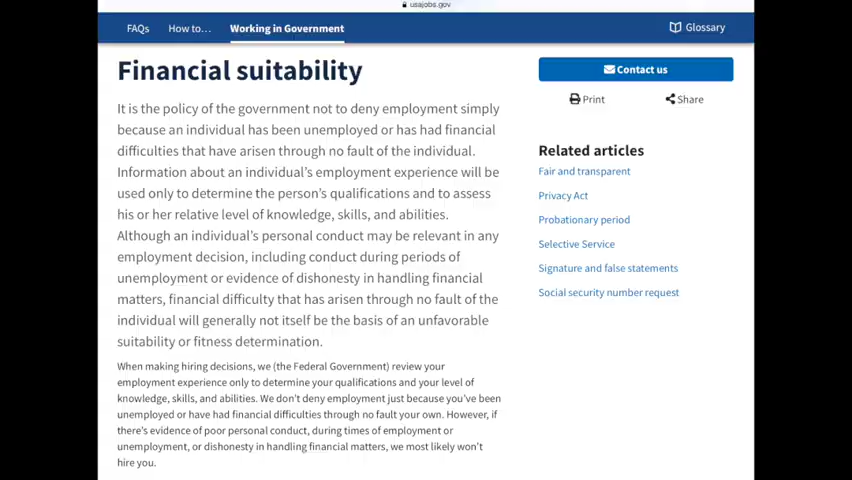 usajobs.gov
FAQs How to... Working in Government Glossary
Financial suitability
It is the policy of the government not to deny employment simply
because an individual has been unemployed or has had financial
difficulties that have arisen through no fault of the individual.
Information about an individual's employment experience will be
used only to determine the person's qualifications and to assess
his or her relative level of knowledge, skills, and abilities.
Although an individual's personal conduct may be relevant in any
employment decision, including conduct during periods of
unemployment or evidence of dishonesty in handling financial
matters, financial difficulty that has arisen through no fault of the
individual will generally not itself be the basis of an unfavorable
suitability or fitness determination.
When making hiring decisions, we (the Federal Government) review your
employment experience only to determine your qualifications and your level of
knowledge, skills, and abilities. We don't deny employment just because you've been
unemployed or have had financial difficulties through no fault your own. However, if
there's evidence of poor personal conduct, during times of employment or
unemployment, or dishonesty in handling financial matters, we most likely won't
hire you.
Contact us
Print Share
Related articles
Fair and transparent
Privacy Act
Probationary period
Selective Service
Signature and false statements
Social security number request